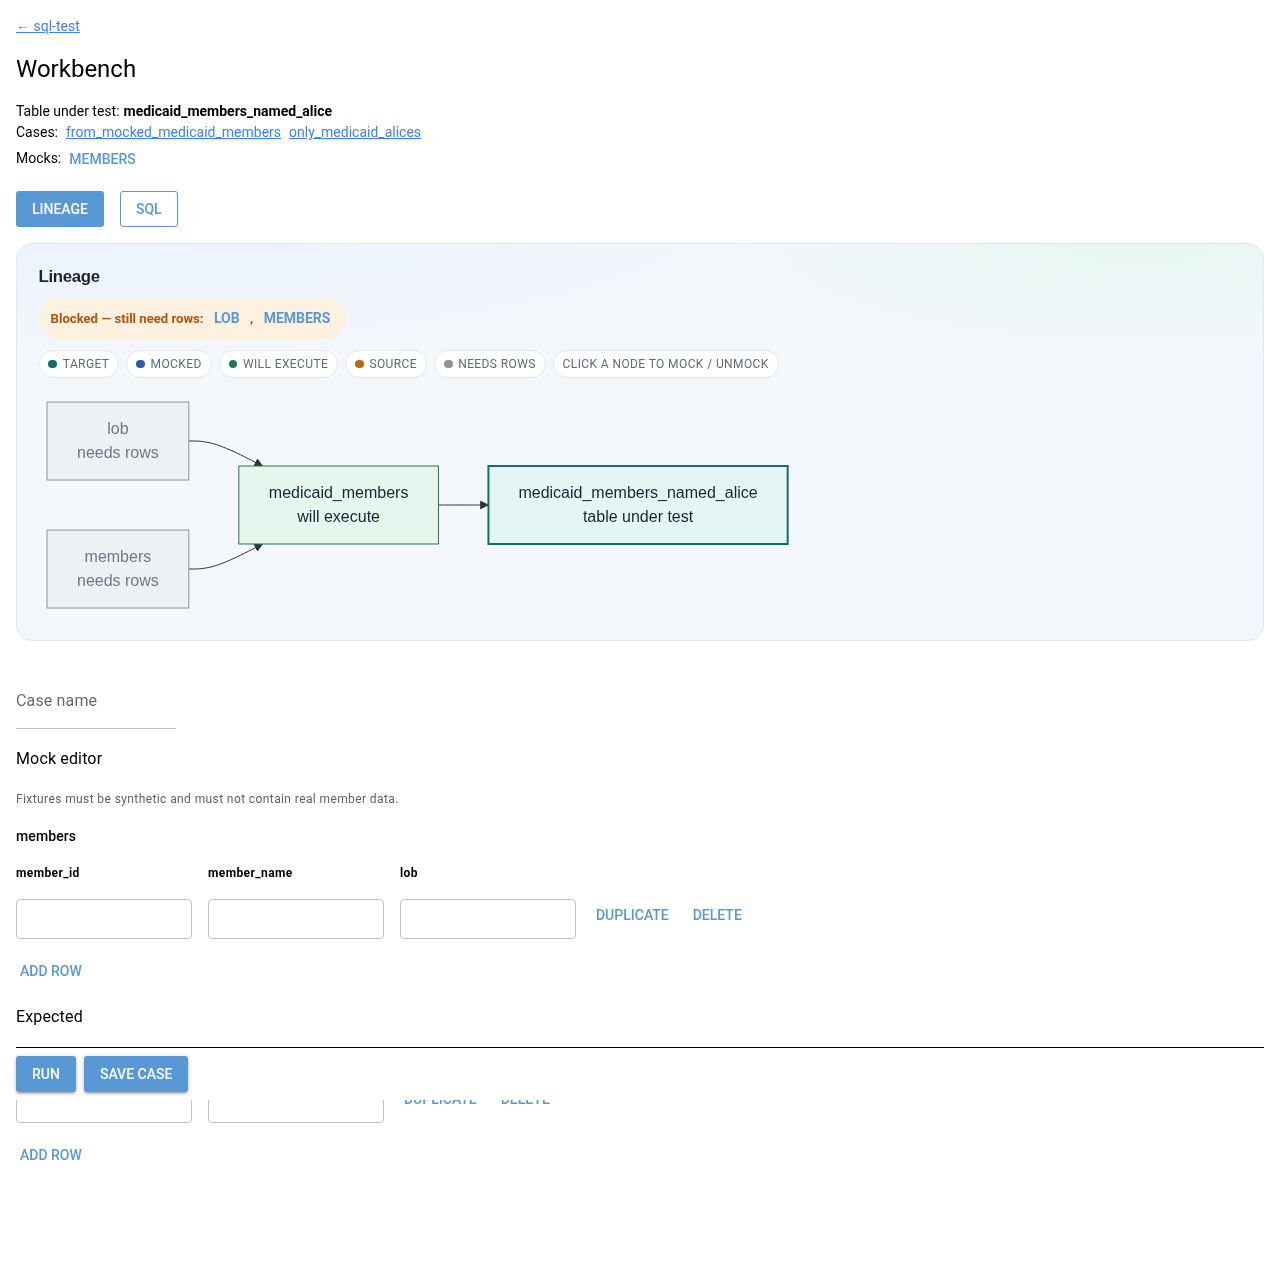 ← sql-test
Workbench
Table under test: medicaid_members_named_alice
Cases: from_mocked_medicaid_members only_medicaid_alices
Mocks: MEMBERS
LINEAGE SQL
Lineage
Blocked — still need rows: LOB , MEMBERS
TARGET MOCKED WILL EXECUTE SOURCE NEEDS ROWS CLICK A NODE TO MOCK / UNMOCK
lob
needs rows
medicaid_members
will execute
medicaid_members_named_alice
table under test
members
needs rows
Case name
Mock editor
Fixtures must be synthetic and must not contain real member data.
members
member_id member_name lob
DUPLICATE DELETE
ADD ROW
Expected
RUN SAVE CASE
DUPLICATE DELETE
ADD ROW